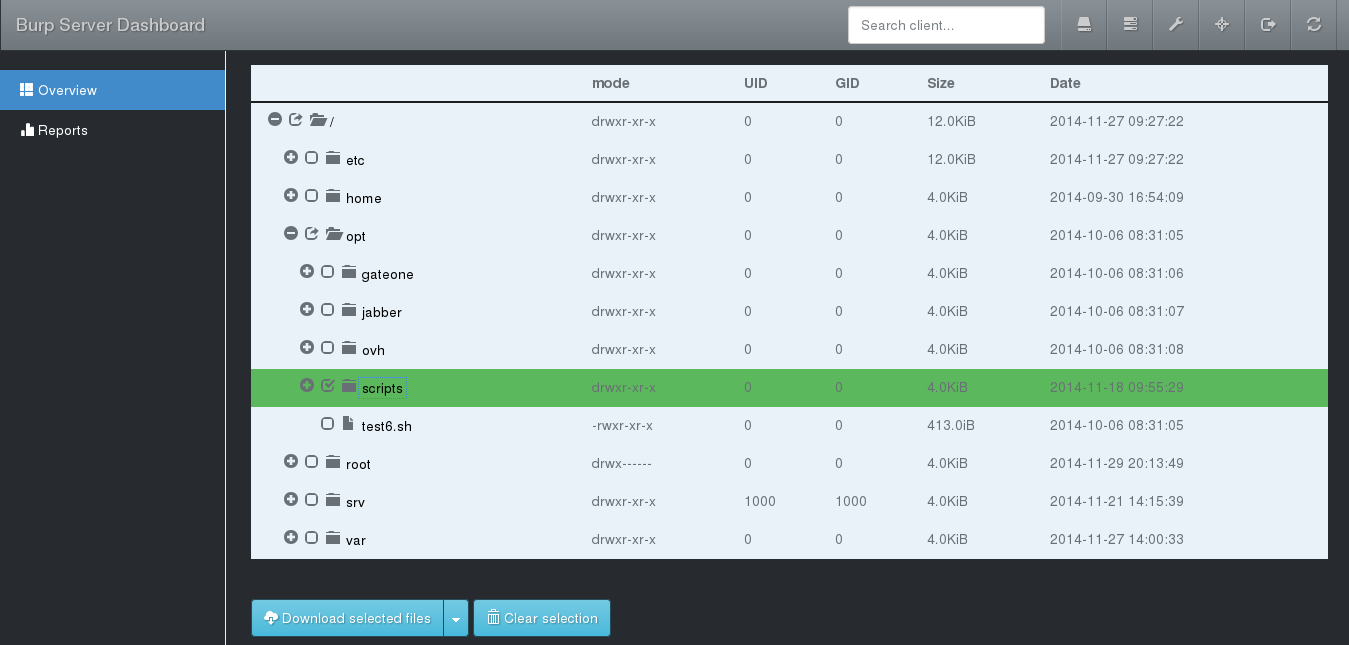 Burp Server Dashboard
Search client...
Overview
Reports
mode UID GID Size Date
/ drwxr-xr-x 0 0 12.0KiB 2014-11-27 09:27:22
etc drwxr-xr-x 0 0 12.0KiB 2014-11-27 09:27:22
home drwxr-xr-x 0 0 4.0KiB 2014-09-30 16:54:09
opt drwxr-xr-x 0 0 4.0KiB 2014-10-06 08:31:05
gateone drwxr-xr-x 0 0 4.0KiB 2014-10-06 08:31:06
jabber drwxr-xr-x 0 0 4.0KiB 2014-10-06 08:31:07
ovh drwxr-xr-x 0 0 4.0KiB 2014-10-06 08:31:08
scripts drwxr-xr-x 0 0 4.0KiB 2014-11-18 09:55:29
test6.sh -rwxr-xr-x 0 0 413.0iB 2014-10-06 08:31:05
root drwx------ 0 0 4.0KiB 2014-11-29 20:13:49
srv drwxr-xr-x 1000 1000 4.0KiB 2014-11-21 14:15:39
var drwxr-xr-x 0 0 4.0KiB 2014-11-27 14:00:33
Download selected files
Clear selection